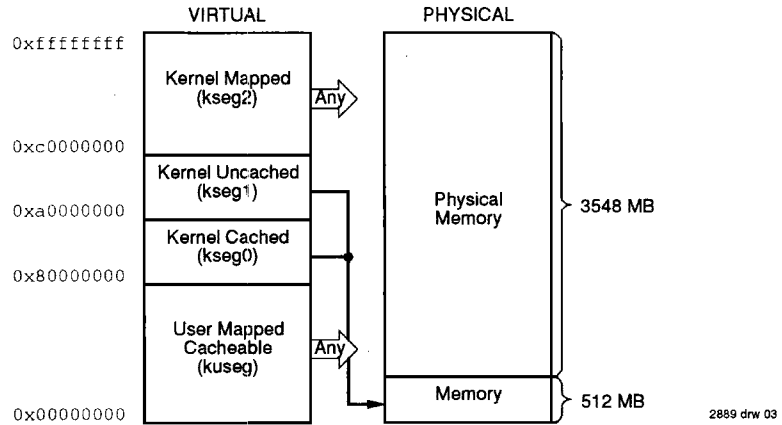 VIRTUAL PHYSICAL
0xffffffff
Kernel Mapped
(kseg2)
Any
0xc0000000
Kernel Uncached
(kseg1)
0xa0000000
Kernel Cached
(kseg0)
0x80000000
User Mapped
Cacheable
(kuseg)
Any
0x00000000
Physical
Memory
3548 MB
Memory
512 MB
2889 drw 03